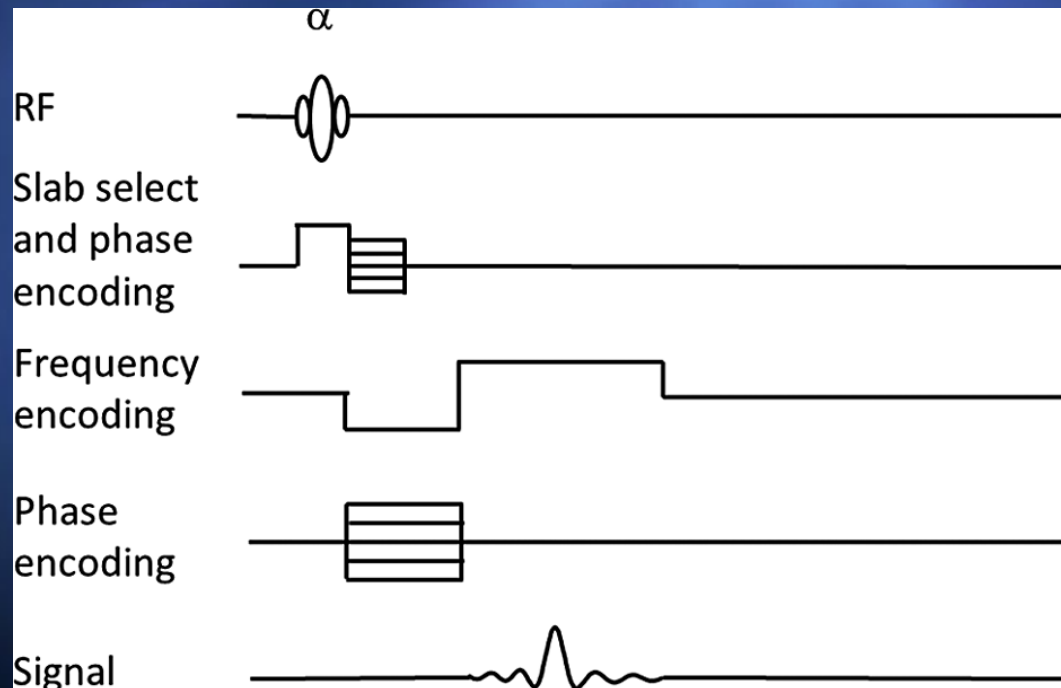 α
RF
Slab select
and phase
encoding
Frequency
encoding
Phase
encoding
Signal